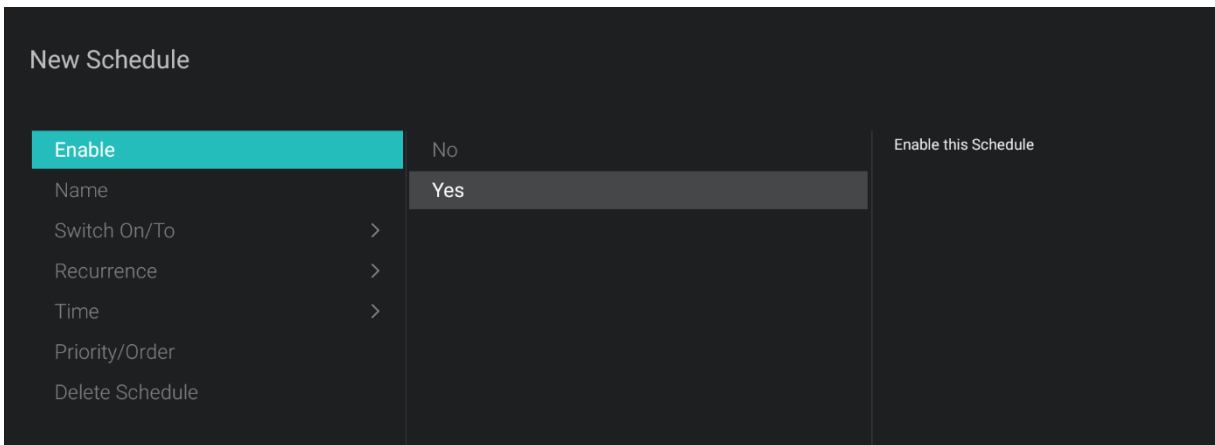 New Schedule
Enable
Name
Switch On/To
Recurrence
Time
Priority/Order
Delete Schedule
No
Yes
Enable this Schedule